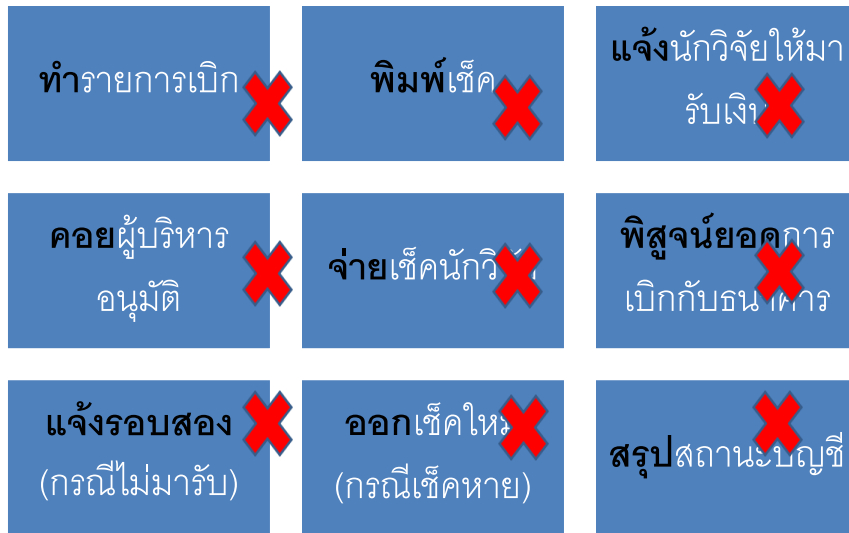 ทำรายการเบิก
พิมพ์เช็ค
แจ้งนักวิจัยให้มา
รับเงิน
คอยผู้บริหาร
อนุมัติ
จ่ายเช็คนักวิจัย
พิสูจน์ยอดการ
เบิกกับธนาคาร
แจ้งรอบสอง
(กรณีไม่มารับ)
ออกเช็คใหม่
(กรณีเช็คหาย)
สรุปสถานะบัญชี